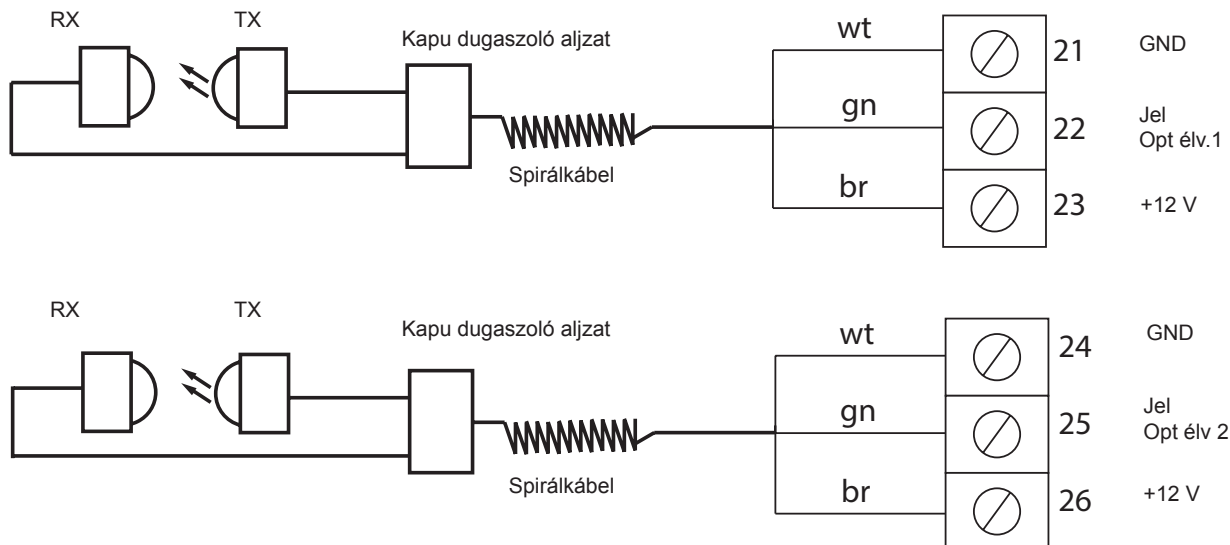 RX
TX
Kapu dugaszoló aljzat
Spirálkábel
wt
gn
br
21
GND
22
Jel
Opt élv.1
23
+12 V
RX
TX
Kapu dugaszoló aljzat
Spirálkábel
wt
gn
br
24
GND
25
Jel
Opt élv 2
26
+12 V